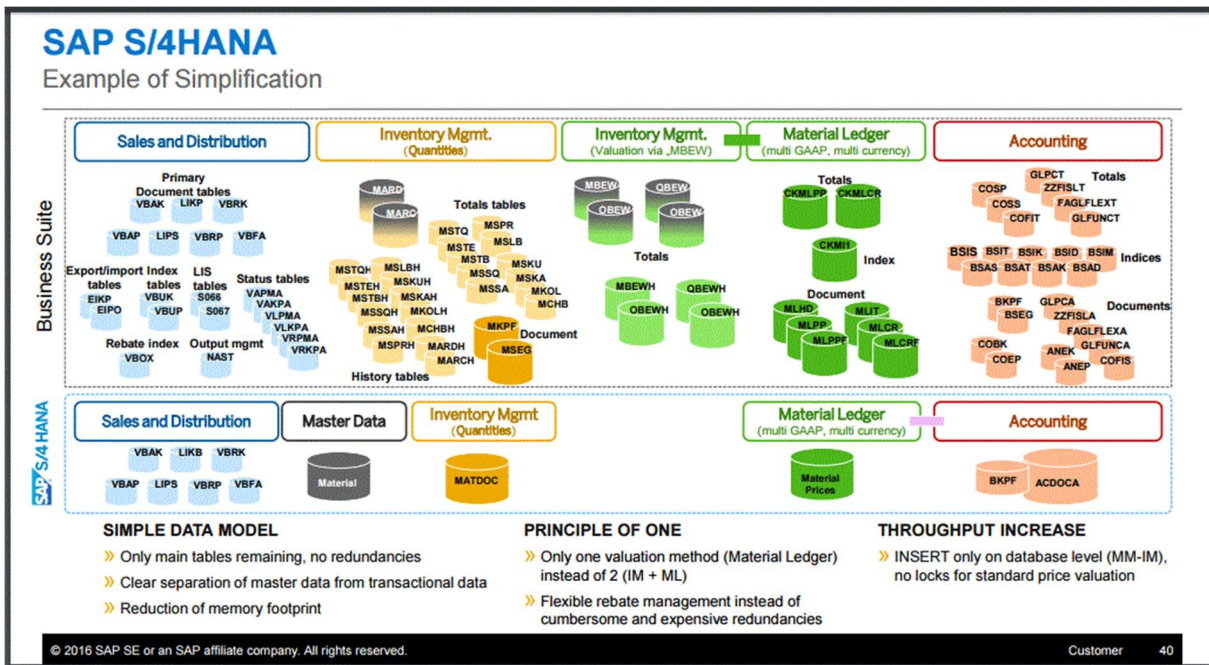 SAP S/4HANA
Example of Simplification
Business Suite
Sales and Distribution
Primary
Document tables
VBAK LIKP VBRK
VBAP LIPS VBRP VBFA
Export/import tables
EIKP
EIPO
Index tables
VBUK
VBUP
LIS tables
S066
S067
Status tables
VAPMA
VAKPA
VLPMA
VLKPA
VRPMA
VRKPA
Rebate index
VBOX
Output mgmt
NAST
Inventory Mgmt.
(Quantities)
MARD
MARC
Totals tables
MSTQ
MSTE
MSTB
MSSQ
MSSA
MSPR
MSLB
MSKU
MSKA
MKOL
MCHB
MSTQH
MSTEH
MSTBH
MSSQH
MSSAH
MSPRH
MSLBH
MSKUH
MSKAH
MKOLH
MCHBH
MARDH
MARCH
History tables
MKPF
MSEG
Document
Inventory Mgmt.
(Valuation via „MBEW)
MBEW QBEW
OBEW OBEW
Totals
MBEWH QBEWH
OBEWH OBEWH
Material Ledger
(multi GAAP, multi currency)
Totals
CKMLPP CKMLCR
CKMI1
Index
Document
MLHD
MLPP
MLPPF
MLIT
MLCR
MLCRF
Accounting
COSP
COSS
COFIT
GLPCT
ZZFISLT
FAGLFLEXT
GLFUNCT
Totals
BSIS BSIT BSIK BSID BSIM
BSAS BSAT BSAK BSAD
Indices
BKPF
BSEG
GLPCA
ZZFISLA
FAGLFLEXA
GLFUNCA
COFIS
Documents
COBK
COEP
ANEK
ANEP
SAP S/4 HANA
Sales and Distribution
VBAK LIKB VBRK
VBAP LIPS VBRP VBFA
Master Data
Material
Inventory Mgmt
(Quantities)
MATDOC
Material Ledger
(multi GAAP, multi currency)
Material
Prices
Accounting
BKPF ACDOCA
SIMPLE DATA MODEL
» Only main tables remaining, no redundancies
» Clear separation of master data from transactional data
» Reduction of memory footprint
PRINCIPLE OF ONE
» Only one valuation method (Material Ledger)
instead of 2 (IM + ML)
» Flexible rebate management instead of
cumbersome and expensive redundancies
THROUGHPUT INCREASE
» INSERT only on database level (MM-IM),
no locks for standard price valuation
© 2016 SAP SE or an SAP affiliate company. All rights reserved.
Customer 40